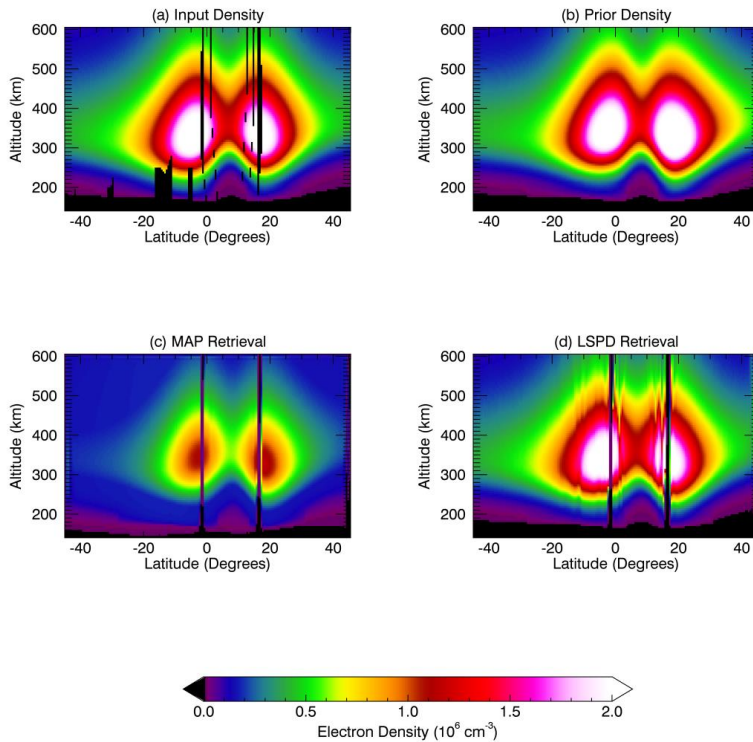 (a) Input Density
(b) Prior Density
600
500
400
300
200
Altitude (km)
-40 -20 0 20 40
Latitude (Degrees)
600
500
400
300
200
Altitude (km)
-40 -20 0 20 40
Latitude (Degrees)
(c) MAP Retrieval
(d) LSPD Retrieval
600
500
400
300
200
Altitude (km)
-40 -20 0 20 40
Latitude (Degrees)
600
500
400
300
200
Altitude (km)
-40 -20 0 20 40
Latitude (Degrees)
0.0 0.5 1.0 1.5 2.0
Electron Density (10⁶ cm⁻³)